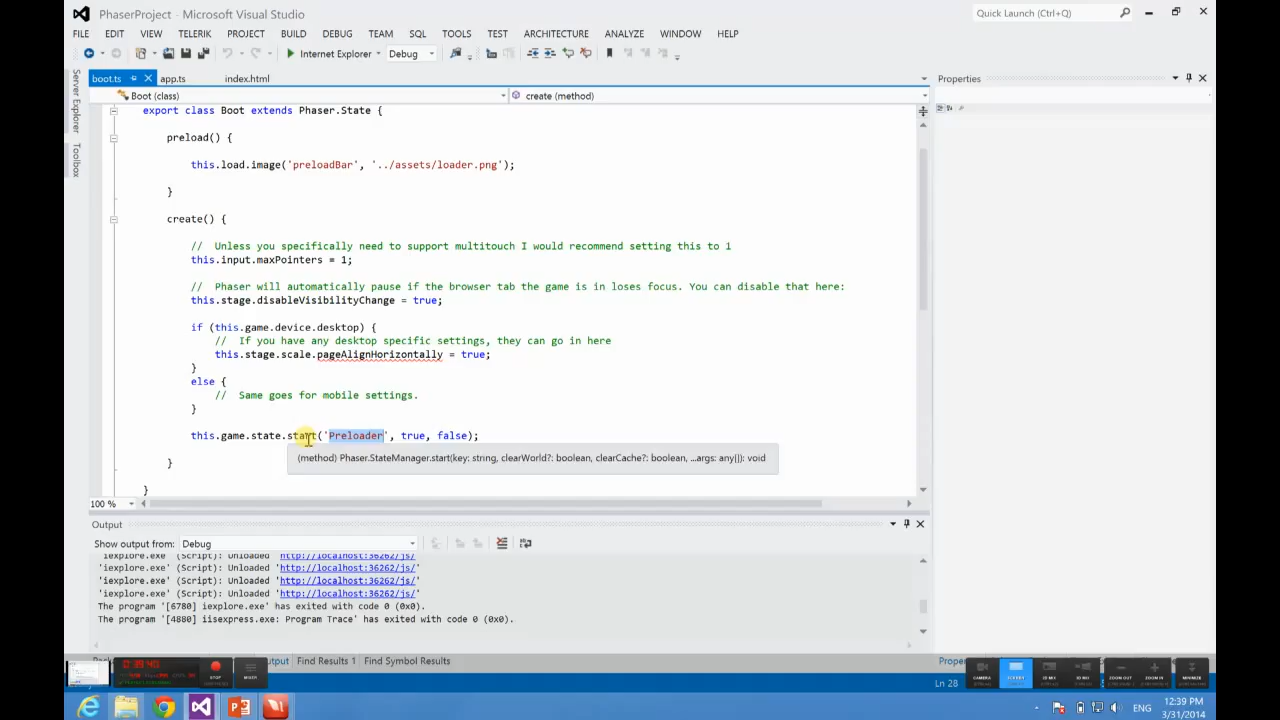 PhaserProject - Microsoft Visual Studio
Quick Launch (Ctrl+Q)
FILE EDIT VIEW TELERIK PROJECT BUILD DEBUG TEAM SQL TOOLS TEST ARCHITECTURE ANALYZE WINDOW HELP
Internet Explorer Debug
boot.ts app.ts index.html
Properties
Server Explorer
Toolbox
Boot (class) create (method)
export class Boot extends Phaser.State {
preload() {
this.load.image('preloadBar', '../assets/loader.png');
}
create() {
// Unless you specifically need to support multitouch I would recommend setting this to 1
this.input.maxPointers = 1;
// Phaser will automatically pause if the browser tab the game is in loses focus. You can disable that here:
this.stage.disableVisibilityChange = true;
if (this.game.device.desktop) {
// If you have any desktop specific settings, they can go in here
this.stage.scale.pageAlignHorizontally = true;
}
else {
// Same goes for mobile settings.
}
this.game.state.start('Preloader', true, false);
(method) Phaser.StateManager.start(key: string, clearWorld?: boolean, clearCache?: boolean, ...args: any[]): void
}
}
100 %
Output
Show output from: Debug
'iexplore.exe' (Script): Unloaded 'http://localhost:36262/js/'
'iexplore.exe' (Script): Unloaded 'http://localhost:36262/js/'
'iexplore.exe' (Script): Unloaded 'http://localhost:36262/js/'
'iexplore.exe' (Script): Unloaded 'http://localhost:36262/js/'
The program '[6780] iexplore.exe' has exited with code 0 (0x0).
The program '[4880] iisexpress.exe: Program Trace' has exited with code 0 (0x0).
Find Results 1 Find Symbol Results
STOP MIXER CAMERA ZOOM OUT ZOOM IN MINIMIZE
Ln 28
ENG
12:39 PM
3/31/2014